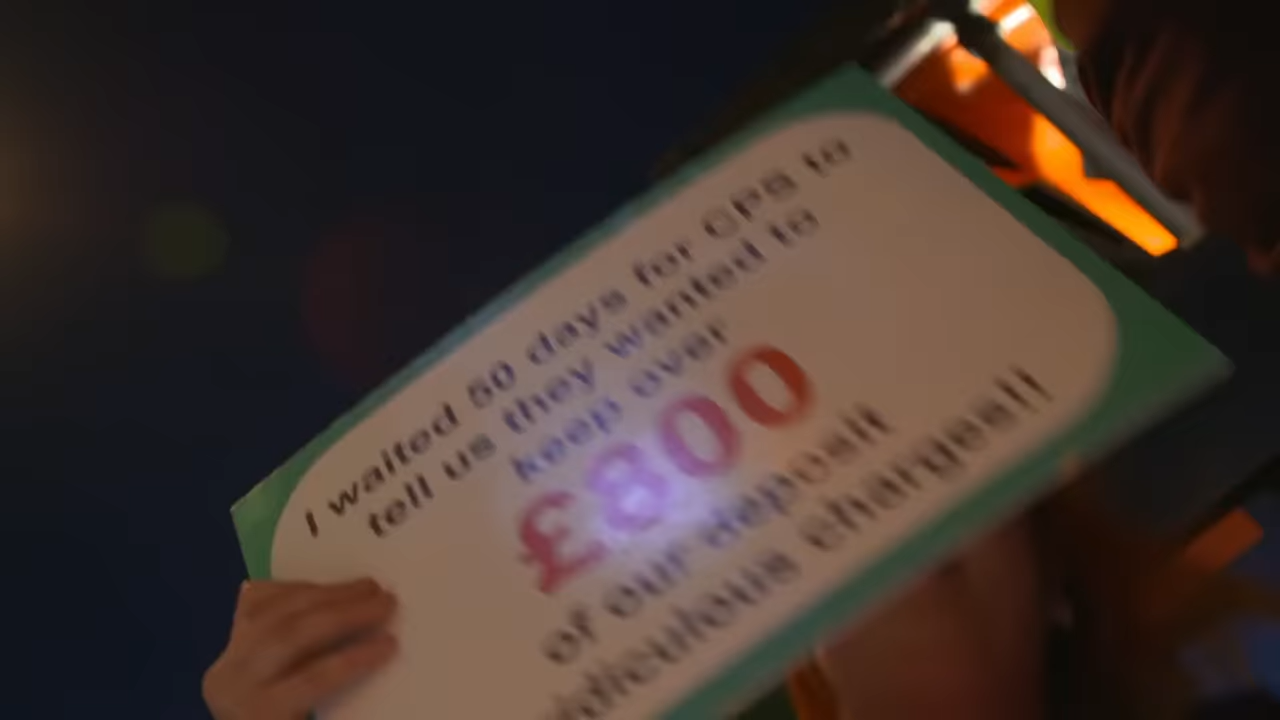 I waited 50 days for CPS to
tell us they wanted to
keep over
£800
of our deposit
charges!!